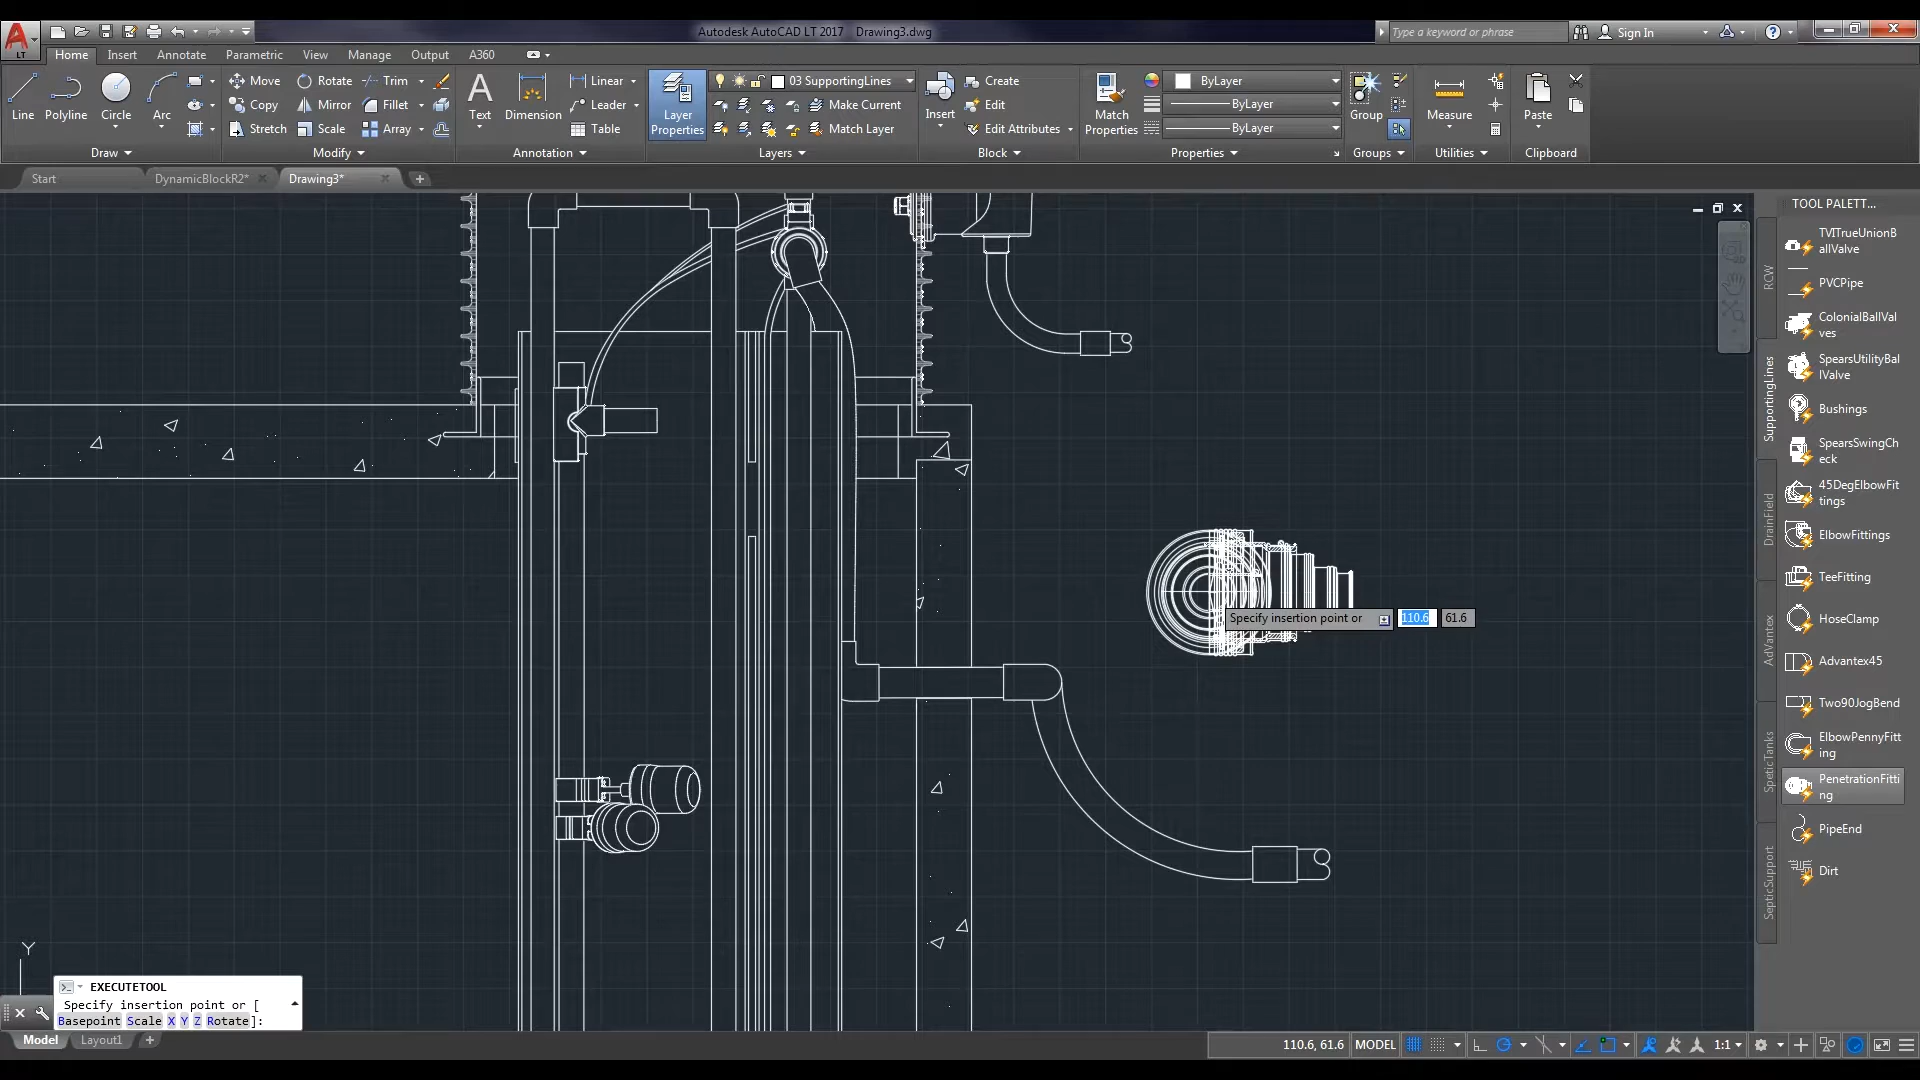 Autodesk AutoCAD LT 2017 Drawing3.dwg
Type a keyword or phrase
Sign In
LT
Home Insert Annotate Parametric View Manage Output A360
Line Polyline Circle Arc
Move Rotate Trim
Copy Mirror Fillet
Stretch Scale Array
Text Dimension
Linear
Leader
Table
Layer
Properties
03 SupportingLines
Make Current
Match Layer
Insert
Create
Edit
Edit Attributes
Match
Properties
ByLayer
ByLayer
ByLayer
Group
Measure
Paste
Draw Modify Annotation Layers Block Properties Groups Utilities Clipboard
Start DynamicBlockR2* Drawing3*
TOOL PALETT...
RCW
SupportingLines
DrainField
AdVantex
SpeticTanks
SepticSupport
TVITrueUnionB
allValve
PVCPipe
ColonialBallVal
ves
SpearsUtilityBal
lValve
Bushings
SpearsSwingCh
eck
45DegElbowFit
tings
ElbowFittings
TeeFitting
HoseClamp
Advantex45
Two90JogBend
ElbowPennyFitt
ing
PenetrationFitti
ng
PipeEnd
Dirt
Specify insertion point or 110.6 61.6
Y
EXECUTETOOL
Specify insertion point or [
Basepoint Scale X Y Z Rotate]:
Model Layout1
110.6, 61.6 MODEL 1:1